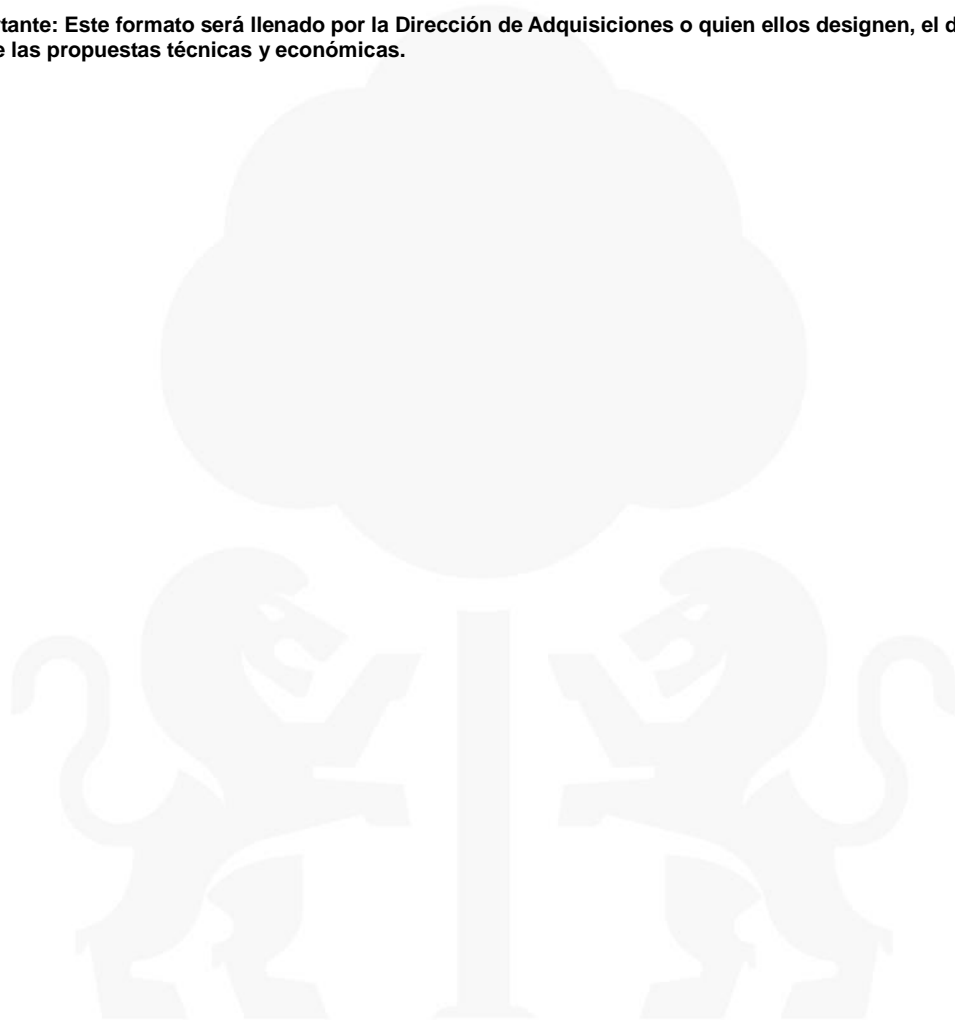 tante: Este formato será llenado por la Dirección de Adquisiciones o quien ellos designen, el d
e las propuestas técnicas y económicas.